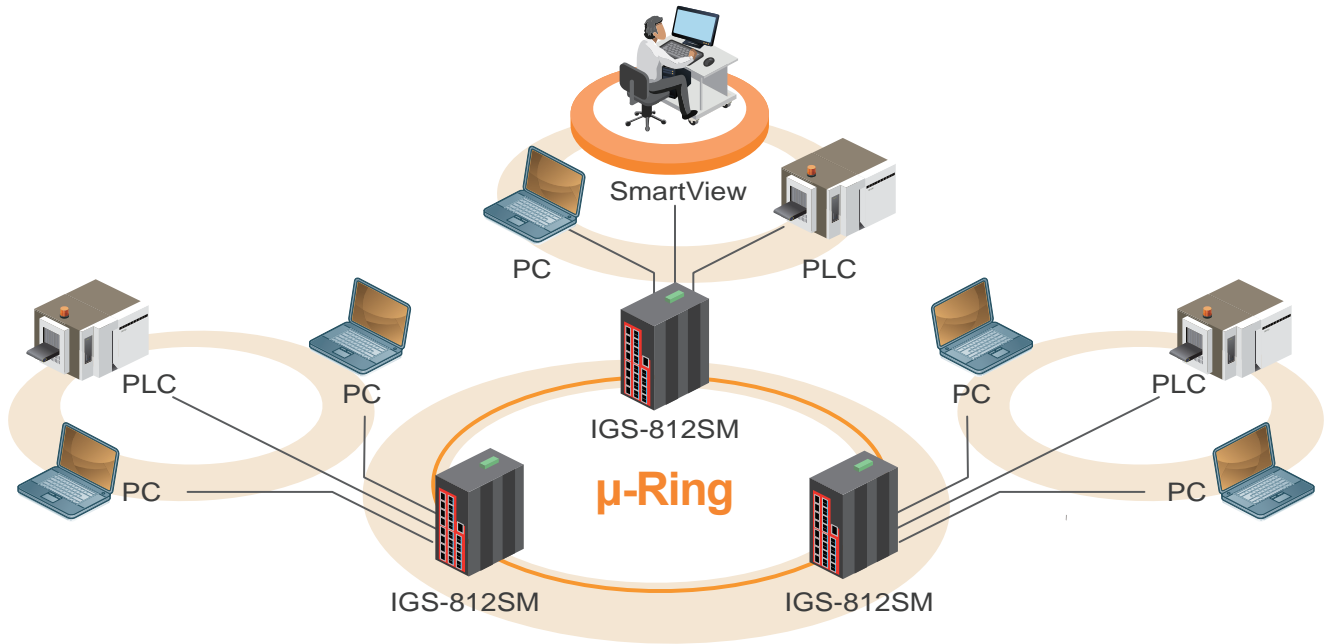 SmartView
PC
PLC
IGS-812SM
PLC
PC
PC
PC
PLC
PC
µ-Ring
IGS-812SM
IGS-812SM